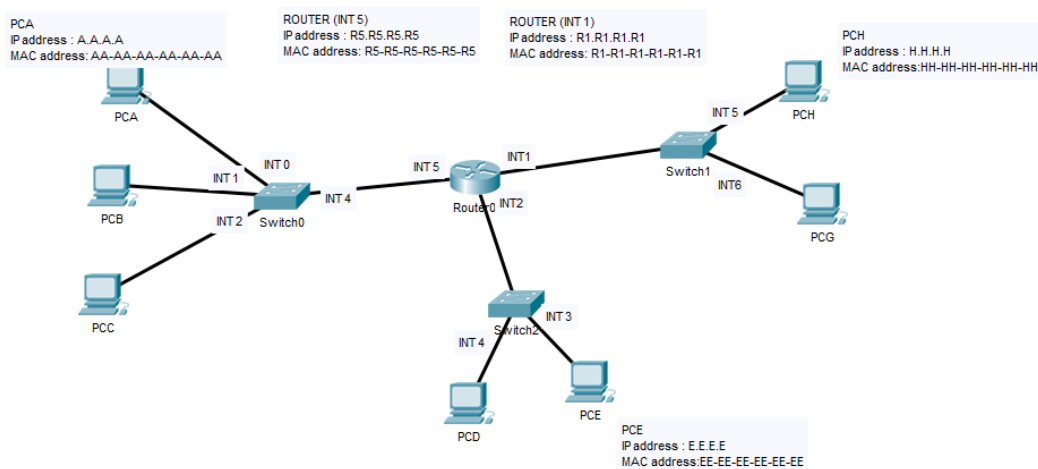 PCA
IP address : A.A.A.A
MAC address: AA-AA-AA-AA-AA-AA
ROUTER (INT 5)
IP address : R5.R5.R5.R5
MAC address: R5-R5-R5-R5-R5-R5
ROUTER (INT 1)
IP address : R1.R1.R1.R1
MAC address: R1-R1-R1-R1-R1-R1
PCH
IP address : H.H.H.H
MAC address:HH-HH-HH-HH-HH-HH
PCA
INT 0
INT 1
PCB
INT 2
Switch0
INT 4
PCC
INT 5
INT1
Router0
INT2
INT 5
PCH
Switch1
INT6
PCG
INT 3
Switch2
INT 4
PCD
PCE
PCE
IP address : E.E.E.E
MAC address:EE-EE-EE-EE-EE-EE